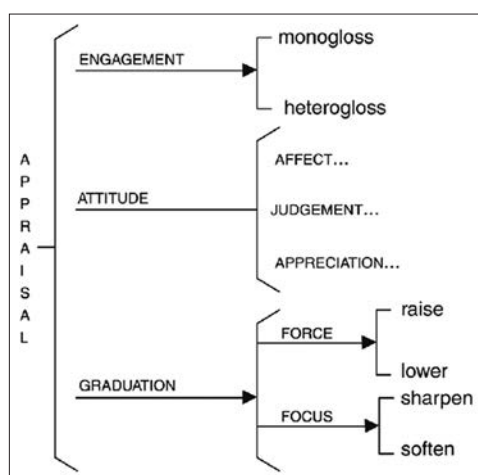 APPRAISAL
ENGAGEMENT
monogloss
heterogloss
ATTITUDE
AFFECT...
JUDGEMENT...
APPRECIATION...
GRADUATION
FORCE
raise
lower
FOCUS
sharpen
soften